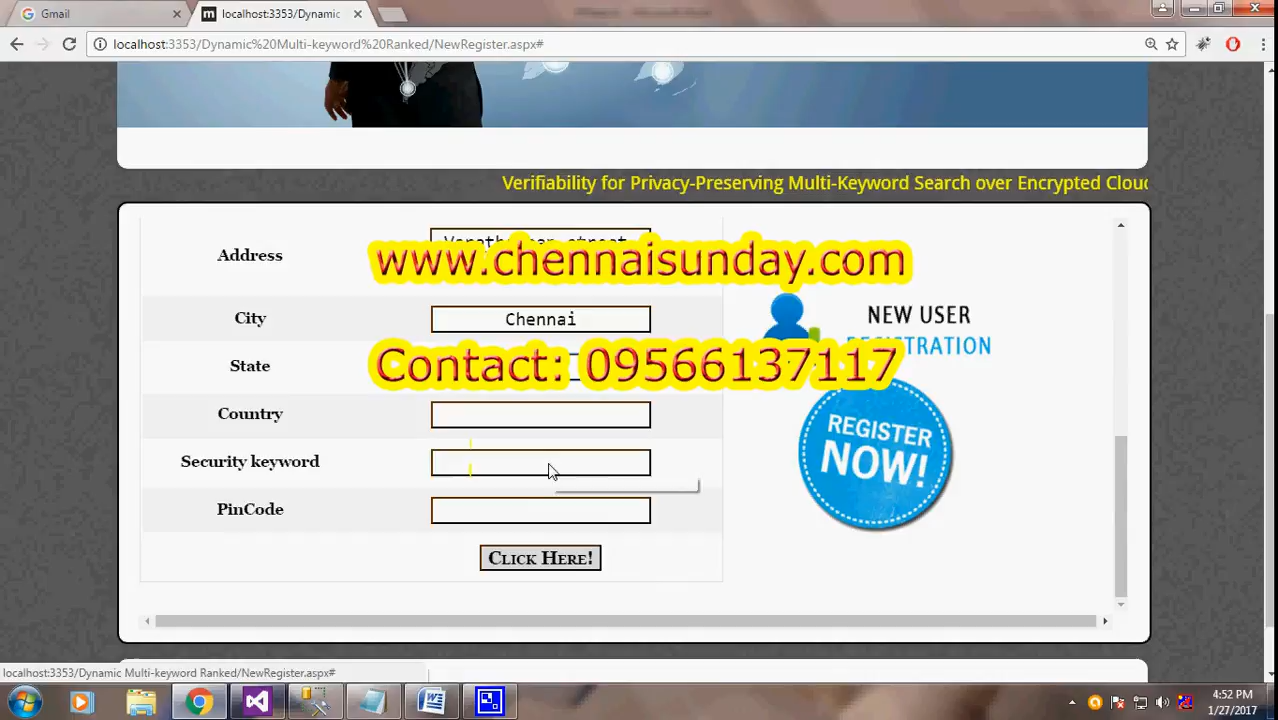 Gmail
localhost:3353/Dynamic
localhost:3353/Dynamic%20Multi-keyword%20Ranked/NewRegister.aspx#
Verifiability for Privacy-Preserving Multi-Keyword Search over Encrypted Cloud
Address
www.chennaisunday.com
City
Chennai
NEW USER
REGISTRATION
State
Contact: 09566137117
Country
REGISTER
NOW!
Security keyword
PinCode
CLICK HERE!
localhost:3353/Dynamic Multi-keyword Ranked/NewRegister.aspx#
4:52 PM
1/27/2017